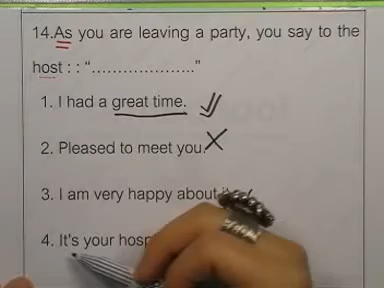 14.As you are leaving a party, you say to the
host : : “....................”
1. I had a great time.
2. Pleased to meet you.
3. I am very happy about
4. It's your